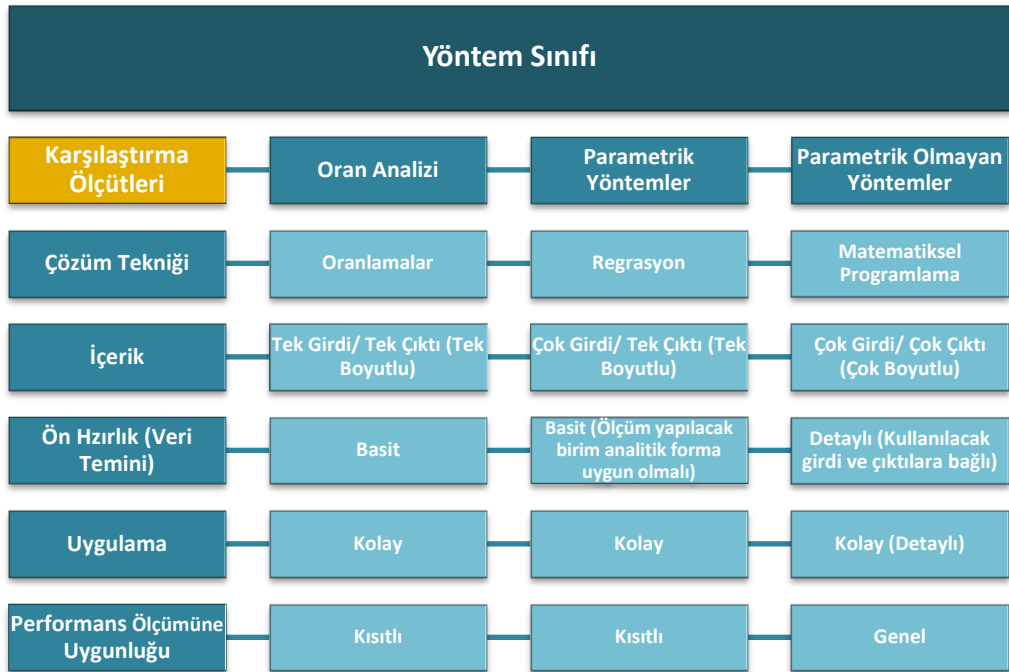 Yöntem Sınıfı
Karşılaştırma
Ölçütleri
Oran Analizi
Parametrik
Yöntemler
Parametrik Olmayan
Yöntemler
Çözüm Tekniği
Oranlamalar
Regrasyon
Matematiksel
Programlama
İçerik
Tek Girdi/ Tek Çıktı (Tek
Boyutlu)
Çok Girdi/ Tek Çıktı (Tek
Boyutlu)
Çok Girdi/ Çok Çıktı
(Çok Boyutlu)
Ön Hzırlık (Veri
Temini)
Basit
Basit (Ölçüm yapılacak
birim analitik forma
uygun olmalı)
Detaylı (Kullanılacak
girdi ve çıktılara bağlı)
Uygulama
Kolay
Kolay
Kolay (Detaylı)
Performans Ölçümüne
Uygunluğu
Kısıtlı
Kısıtlı
Genel